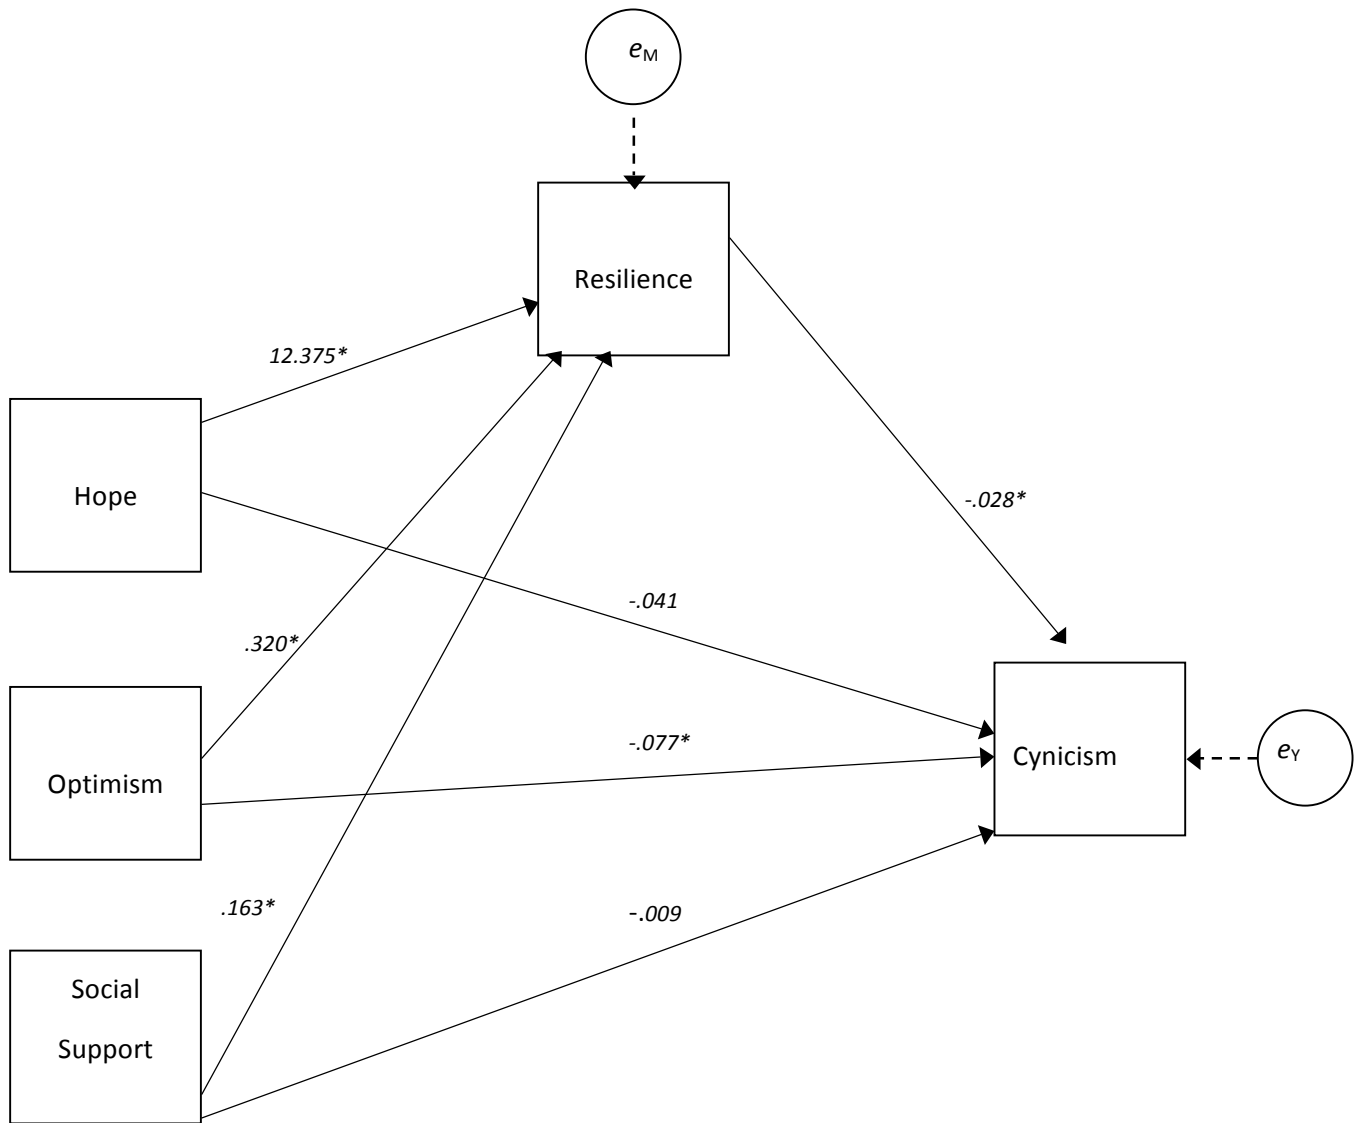 eM
Resilience
12.375*
Hope
-.028*
-.041
.320*
-.077*
Optimism
Cynicism
eY
.163*
-.009
Social
Support